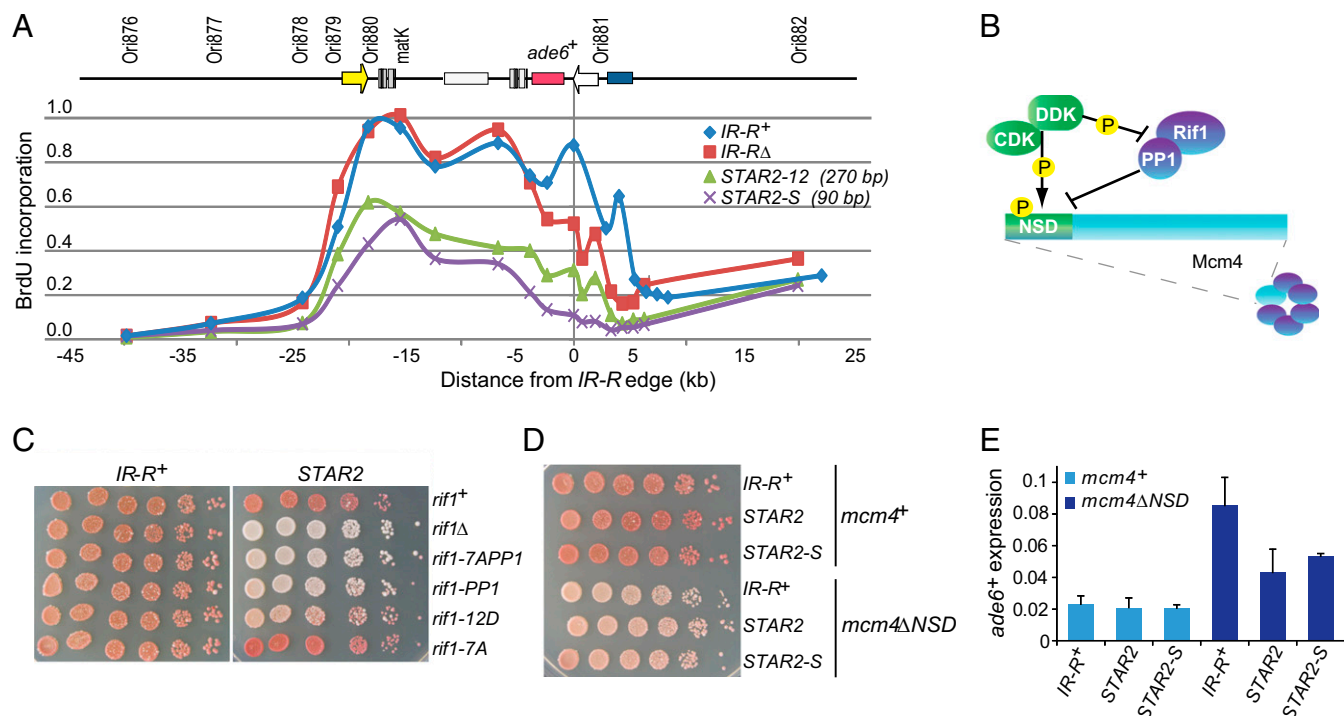 A
Ori876
Ori877
Ori878
Ori879
Ori880
matK
ade6+
Ori881
Ori882
1.0
0.8
0.6
0.4
0.2
0.0
BrdU incorporation
IR-R+
IR-RΔ
STAR2-12 (270 bp)
STAR2-S (90 bp)
-45 -35 -25 -15 -5 0 5 15 25
Distance from IR-R edge (kb)
B
DDK
CDK
P
P
Rif1
PP1
P
NSD
Mcm4
C
IR-R+ STAR2
rif1+
rif1Δ
rif1-7APP1
rif1-PP1
rif1-12D
rif1-7A
D
IR-R+
STAR2
STAR2-S
mcm4+
IR-R+
STAR2
STAR2-S
mcm4ΔNSD
E
mcm4+
mcm4ΔNSD
ade6+ expression
0.1
0.08
0.06
0.04
0.02
0
IR-R+
STAR2
STAR2-S
IR-R+
STAR2
STAR2-S